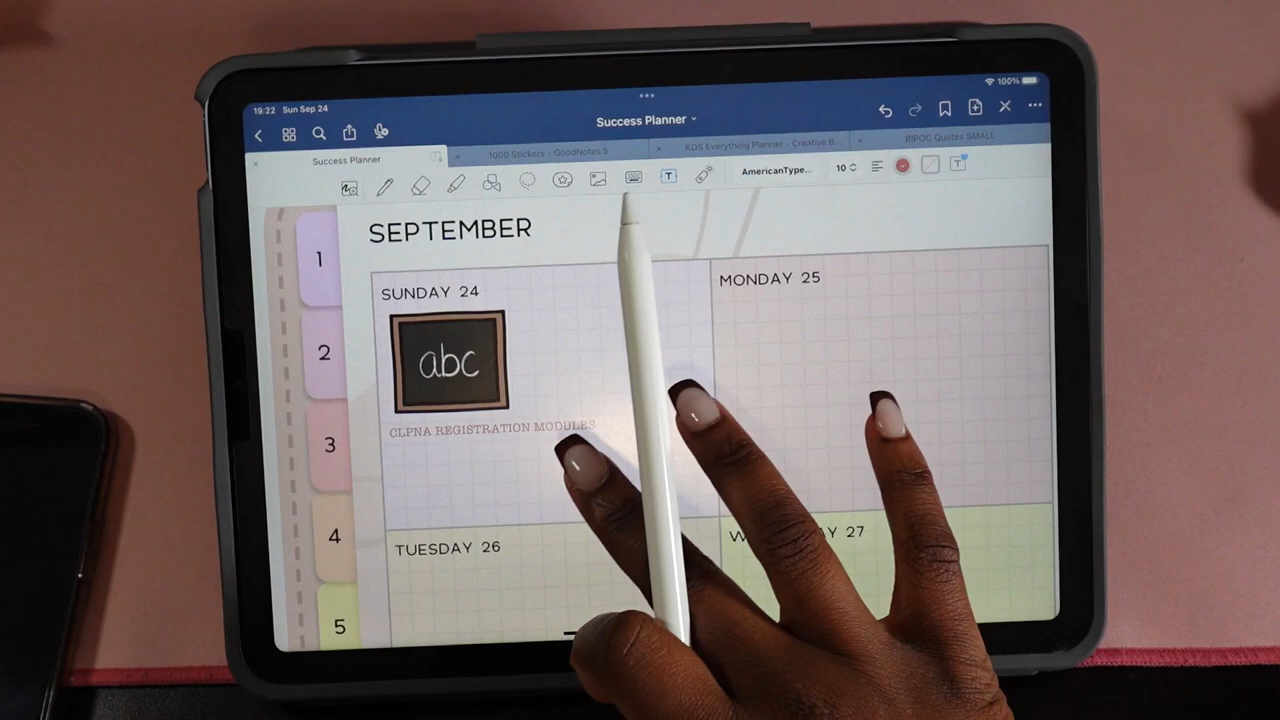 19:22 Sun Sep 24
100%
Success Planner
Success Planner
1000 Stickers - GoodNotes 5
KDS Everything Planner - Creative B...
BIPOC Quotes SMALL
AmericanType...
10
SEPTEMBER
1
2
3
4
5
SUNDAY 24
abc
CLPNA REGISTRATION MODULES
MONDAY 25
TUESDAY 26
27